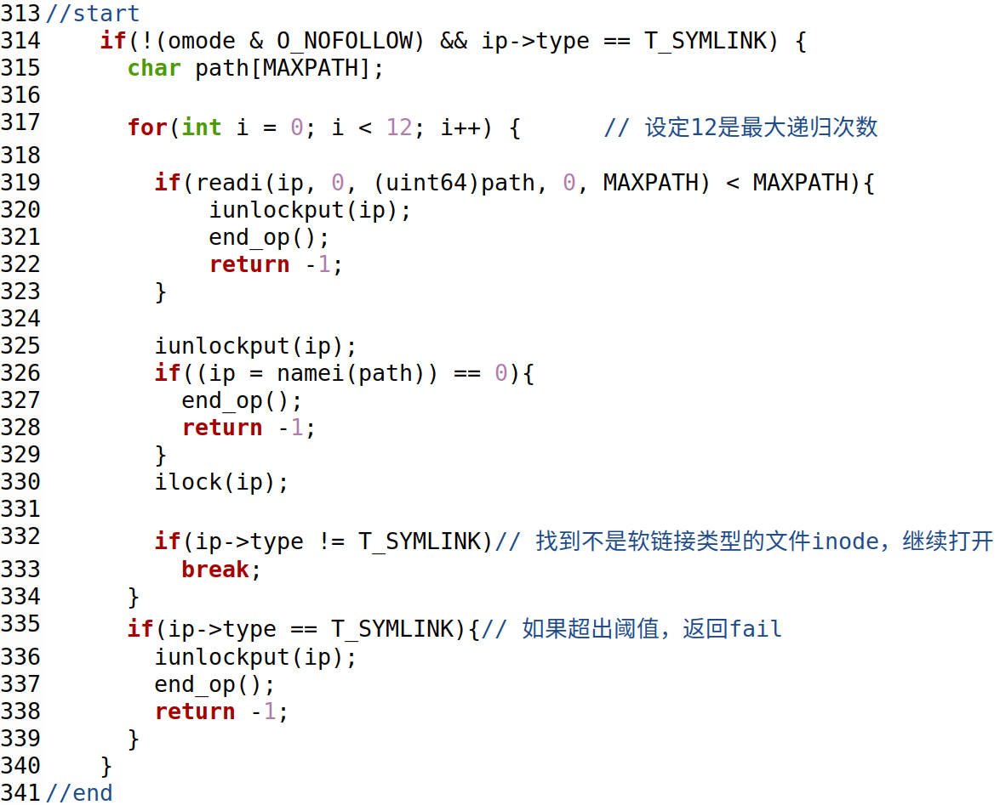 313 //start
314     if(!(omode & O_NOFOLLOW) && ip->type == T_SYMLINK) {
315       char path[MAXPATH];
316
317       for(int i = 0; i < 12; i++) {      // 设定12是最大递归次数
318
319         if(readi(ip, 0, (uint64)path, 0, MAXPATH) < MAXPATH){
320             iunlockput(ip);
321             end_op();
322             return -1;
323         }
324
325         iunlockput(ip);
326         if((ip = namei(path)) == 0){
327           end_op();
328           return -1;
329         }
330         ilock(ip);
331
332         if(ip->type != T_SYMLINK)// 找到不是软链接类型的文件inode，继续打开
333           break;
334       }
335       if(ip->type == T_SYMLINK){// 如果超出阈值，返回fail
336         iunlockput(ip);
337         end_op();
338         return -1;
339       }
340     }
341 //end